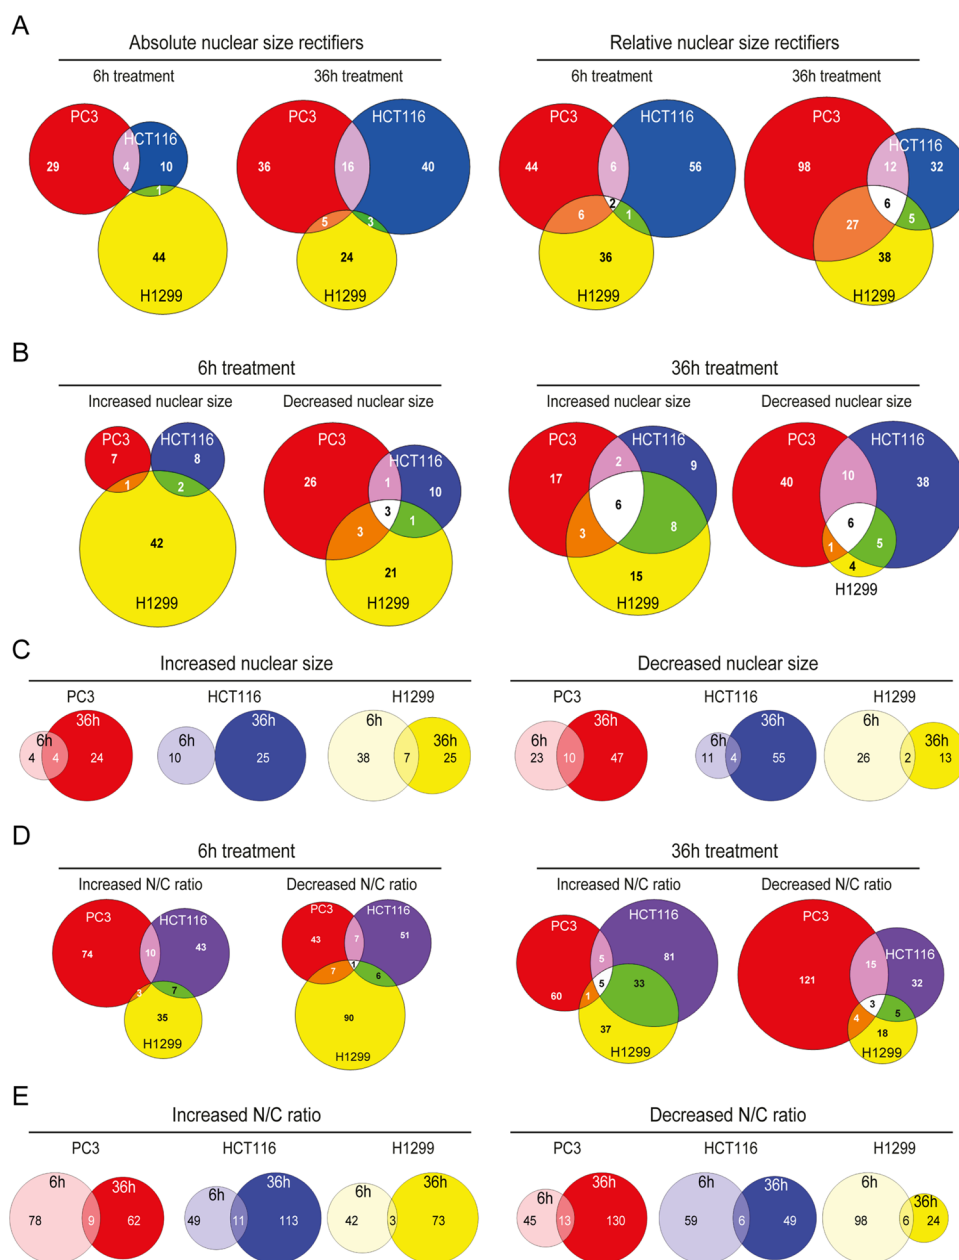 A
Absolute nuclear size rectifiers
Relative nuclear size rectifiers
6h treatment
36h treatment
6h treatment
36h treatment
PC3
HCT116
29
4
10
1
44
H1299
PC3
HCT116
36
16
40
5
3
24
H1299
PC3
HCT116
44
6
56
2
6
1
36
H1299
PC3
HCT116
98
12
32
6
27
5
38
H1299
B
6h treatment
36h treatment
Increased nuclear size
Decreased nuclear size
Increased nuclear size
Decreased nuclear size
PC3
HCT116
7
8
1
2
42
H1299
PC3
HCT116
26
1
10
3
3
1
21
H1299
PC3
HCT116
17
2
9
6
3
8
15
H1299
PC3
HCT116
40
10
38
6
1
5
4
H1299
C
Increased nuclear size
Decreased nuclear size
PC3
HCT116
H1299
PC3
HCT116
H1299
6h
36h
4
4
24
6h
36h
10
25
6h
36h
38
7
25
6h
36h
23
10
47
6h
36h
11
4
55
6h
36h
26
2
13
D
6h treatment
36h treatment
Increased N/C ratio
Decreased N/C ratio
Increased N/C ratio
Decreased N/C ratio
PC3
HCT116
74
10
43
3
7
35
H1299
PC3
HCT116
43
7
51
1
7
6
90
H1299
PC3
HCT116
5
81
5
33
60
1
37
H1299
PC3
HCT116
121
15
32
3
4
5
18
H1299
E
Increased N/C ratio
Decreased N/C ratio
PC3
HCT116
H1299
PC3
HCT116
H1299
6h
36h
78
9
62
6h
36h
49
11
113
6h
36h
42
3
73
6h
36h
45
13
130
6h
36h
59
6
49
6h
36h
98
6
24